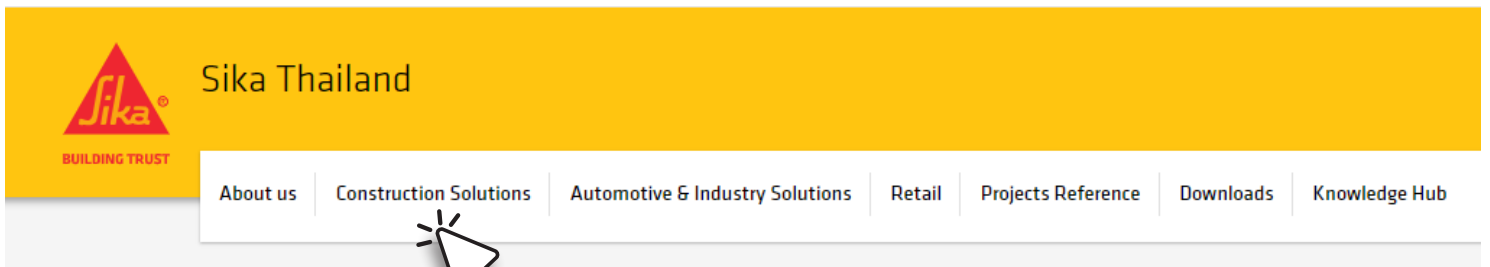 Sika Thailand
Sika®
BUILDING TRUST
About us Construction Solutions Automotive & Industry Solutions Retail Projects Reference Downloads Knowledge Hub